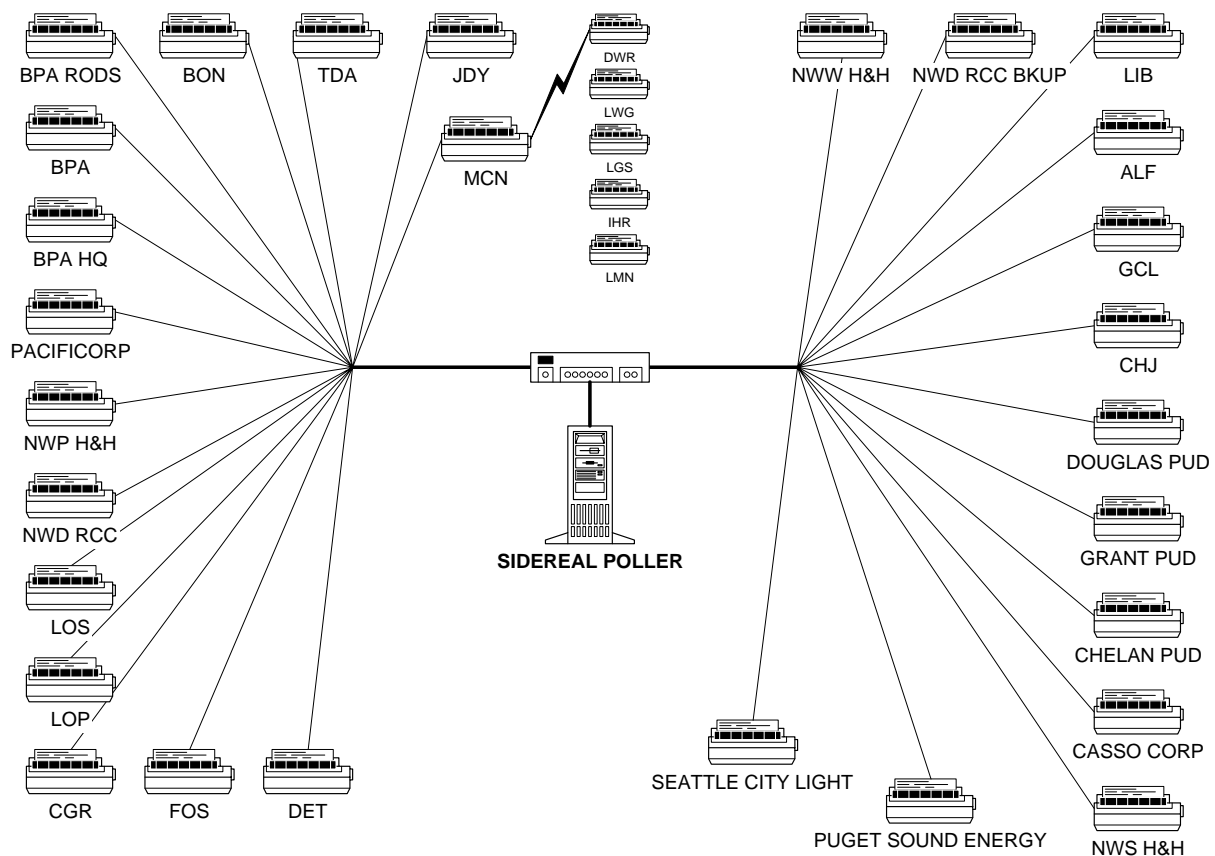 BPA RODS
BON
TDA
JDY
DWR
NWW H&H
NWD RCC BKUP
LIB
LWG
BPA
MCN
LGS
ALF
IHR
BPA HQ
LMN
GCL
PACIFICORP
CHJ
NWP H&H
DOUGLAS PUD
NWD RCC
SIDEREAL POLLER
GRANT PUD
LOS
CHELAN PUD
LOP
CASSO CORP
SEATTLE CITY LIGHT
CGR
FOS
DET
PUGET SOUND ENERGY
NWS H&H